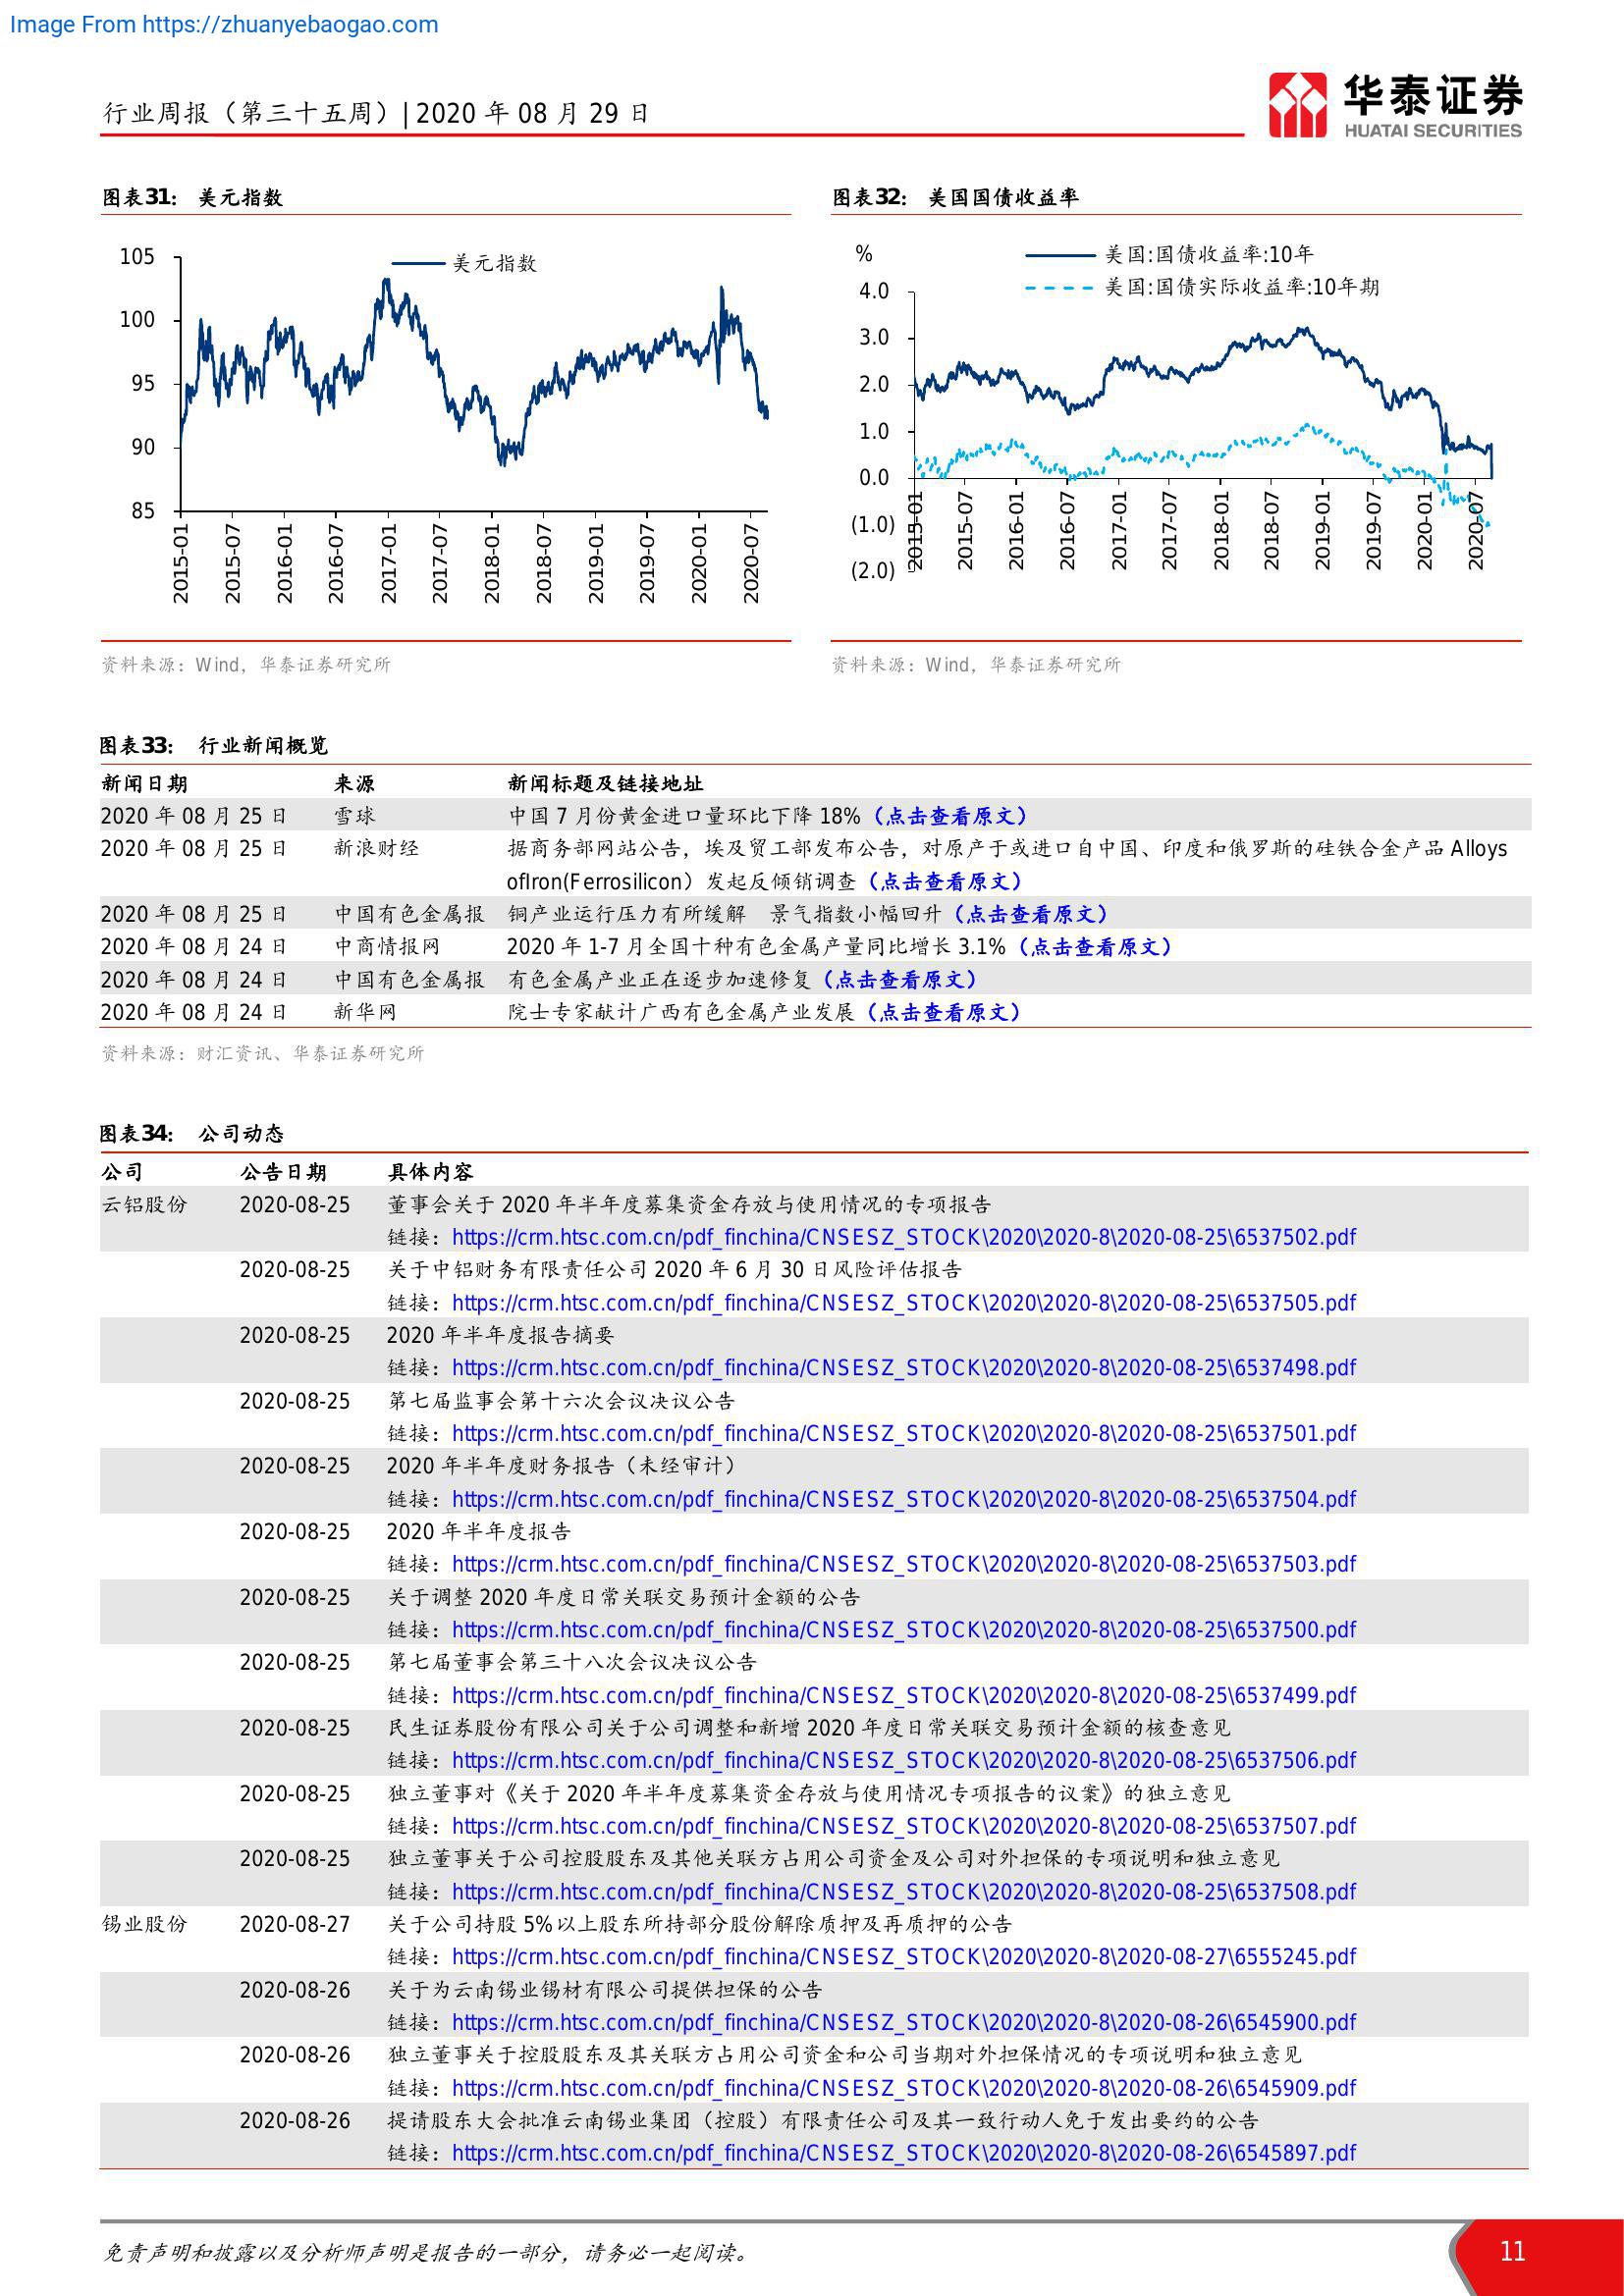 Image From https://zhuanyebaogao.com
行业周报（第三十五周）| 2020 年 08 月 29 日
华泰证券
HUATAI SECURITIES
图表31： 美元指数
105
100
95
90
85
美元指数
2015-01
2015-07
2016-01
2016-07
2017-01
2017-07
2018-01
2018-07
2019-01
2019-07
2020-01
2020-07
资料来源：Wind，华泰证券研究所
图表32： 美国国债收益率
%
美国:国债收益率:10年
美国:国债实际收益率:10年期
4.0
3.0
2.0
1.0
0.0
(1.0)
(2.0)
2015-01
2015-07
2016-01
2016-07
2017-01
2017-07
2018-01
2018-07
2019-01
2019-07
2020-01
2020-07
资料来源：Wind，华泰证券研究所
图表33： 行业新闻概览
新闻日期 来源 新闻标题及链接地址
2020 年 08 月 25 日 雪球 中国 7 月份黄金进口量环比下降 18%（点击查看原文）
2020 年 08 月 25 日 新浪财经 据商务部网站公告，埃及贸工部发布公告，对原产于或进口自中国、印度和俄罗斯的硅铁合金产品 Alloys
ofIron(Ferrosilicon）发起反倾销调查（点击查看原文）
2020 年 08 月 25 日 中国有色金属报 铜产业运行压力有所缓解 景气指数小幅回升（点击查看原文）
2020 年 08 月 24 日 中商情报网 2020 年 1-7 月全国十种有色金属产量同比增长 3.1%（点击查看原文）
2020 年 08 月 24 日 中国有色金属报 有色金属产业正在逐步加速修复（点击查看原文）
2020 年 08 月 24 日 新华网 院士专家献计广西有色金属产业发展（点击查看原文）
资料来源：财汇资讯、华泰证券研究所
图表34： 公司动态
公司 公告日期 具体内容
云铝股份 2020-08-25 董事会关于 2020 年半年度募集资金存放与使用情况的专项报告
链接：https://crm.htsc.com.cn/pdf_finchina/CNSESZ_STOCK\2020\2020-8\2020-08-25\6537502.pdf
2020-08-25 关于中铝财务有限责任公司 2020 年 6 月 30 日风险评估报告
链接：https://crm.htsc.com.cn/pdf_finchina/CNSESZ_STOCK\2020\2020-8\2020-08-25\6537505.pdf
2020-08-25 2020 年半年度报告摘要
链接：https://crm.htsc.com.cn/pdf_finchina/CNSESZ_STOCK\2020\2020-8\2020-08-25\6537498.pdf
2020-08-25 第七届监事会第十六次会议决议公告
链接：https://crm.htsc.com.cn/pdf_finchina/CNSESZ_STOCK\2020\2020-8\2020-08-25\6537501.pdf
2020-08-25 2020 年半年度财务报告（未经审计）
链接：https://crm.htsc.com.cn/pdf_finchina/CNSESZ_STOCK\2020\2020-8\2020-08-25\6537504.pdf
2020-08-25 2020 年半年度报告
链接：https://crm.htsc.com.cn/pdf_finchina/CNSESZ_STOCK\2020\2020-8\2020-08-25\6537503.pdf
2020-08-25 关于调整 2020 年度日常关联交易预计金额的公告
链接：https://crm.htsc.com.cn/pdf_finchina/CNSESZ_STOCK\2020\2020-8\2020-08-25\6537500.pdf
2020-08-25 第七届董事会第三十八次会议决议公告
链接：https://crm.htsc.com.cn/pdf_finchina/CNSESZ_STOCK\2020\2020-8\2020-08-25\6537499.pdf
2020-08-25 民生证券股份有限公司关于公司调整和新增 2020 年度日常关联交易预计金额的核查意见
链接：https://crm.htsc.com.cn/pdf_finchina/CNSESZ_STOCK\2020\2020-8\2020-08-25\6537506.pdf
2020-08-25 独立董事对《关于 2020 年半年度募集资金存放与使用情况专项报告的议案》的独立意见
链接：https://crm.htsc.com.cn/pdf_finchina/CNSESZ_STOCK\2020\2020-8\2020-08-25\6537507.pdf
2020-08-25 独立董事关于公司控股股东及其他关联方占用公司资金及公司对外担保的专项说明和独立意见
链接：https://crm.htsc.com.cn/pdf_finchina/CNSESZ_STOCK\2020\2020-8\2020-08-25\6537508.pdf
锡业股份 2020-08-27 关于公司持股 5%以上股东所持部分股份解除质押及再质押的公告
链接：https://crm.htsc.com.cn/pdf_finchina/CNSESZ_STOCK\2020\2020-8\2020-08-27\6555245.pdf
2020-08-26 关于为云南锡业锡材有限公司提供担保的公告
链接：https://crm.htsc.com.cn/pdf_finchina/CNSESZ_STOCK\2020\2020-8\2020-08-26\6545900.pdf
2020-08-26 独立董事关于控股股东及其关联方占用公司资金和公司当期对外担保情况的专项说明和独立意见
链接：https://crm.htsc.com.cn/pdf_finchina/CNSESZ_STOCK\2020\2020-8\2020-08-26\6545909.pdf
2020-08-26 提请股东大会批准云南锡业集团（控股）有限责任公司及其一致行动人免于发出要约的公告
链接：https://crm.htsc.com.cn/pdf_finchina/CNSESZ_STOCK\2020\2020-8\2020-08-26\6545897.pdf
免责声明和披露以及分析师声明是报告的一部分，请务必一起阅读。
11